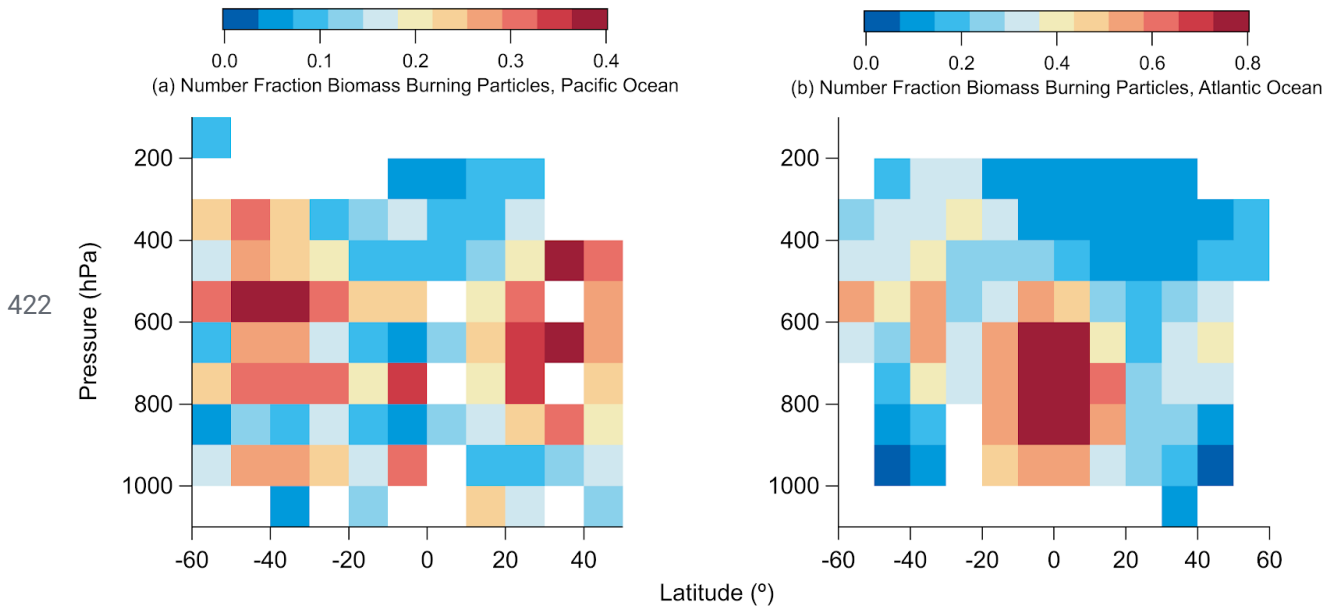 0.0 0.1 0.2 0.3 0.4
(a) Number Fraction Biomass Burning Particles, Pacific Ocean
0.0 0.2 0.4 0.6 0.8
(b) Number Fraction Biomass Burning Particles, Atlantic Ocean
422
Pressure (hPa)
200
400
600
800
1000
-60 -40 -20 0 20 40
200
400
600
800
1000
-60 -40 -20 0 20 40 60
Latitude (º)